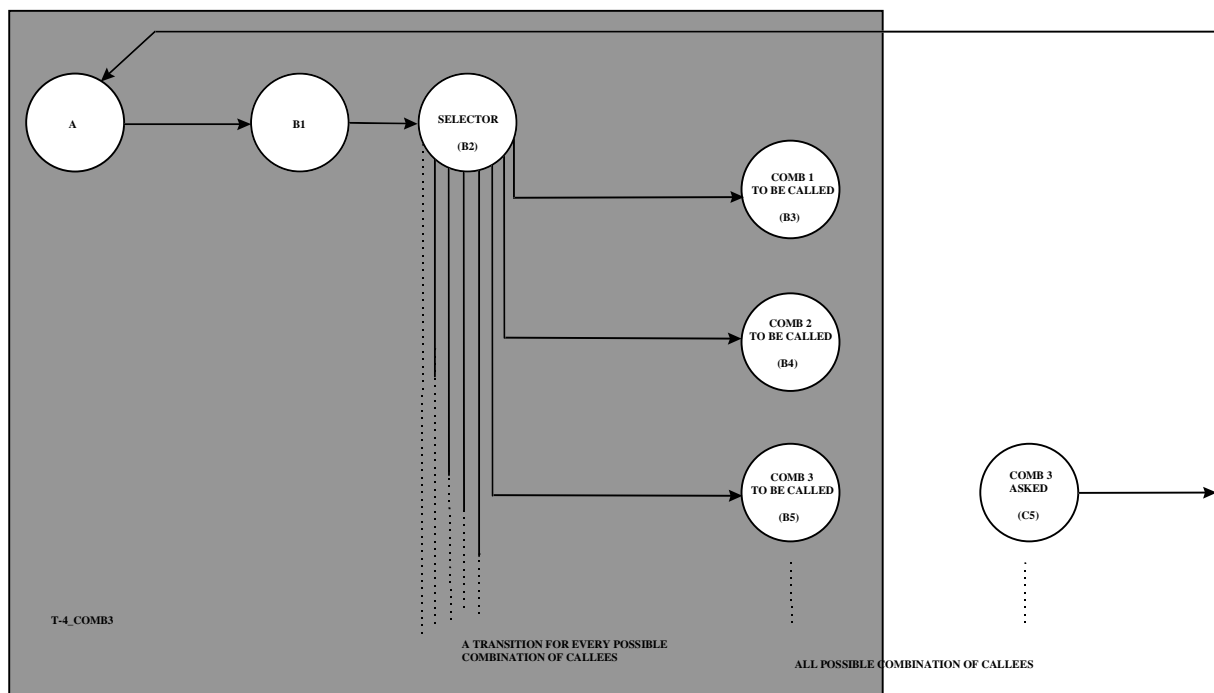 A
B1
SELECTOR
(B2)
COMB 1
TO BE CALLED
(B3)
COMB 2
TO BE CALLED
(B4)
COMB 3
TO BE CALLED
(B5)
COMB 3
ASKED
(C5)
T-4_COMB3
A TRANSITION FOR EVERY POSSIBLE
COMBINATION OF CALLEES
ALL POSSIBLE COMBINATION OF CALLEES